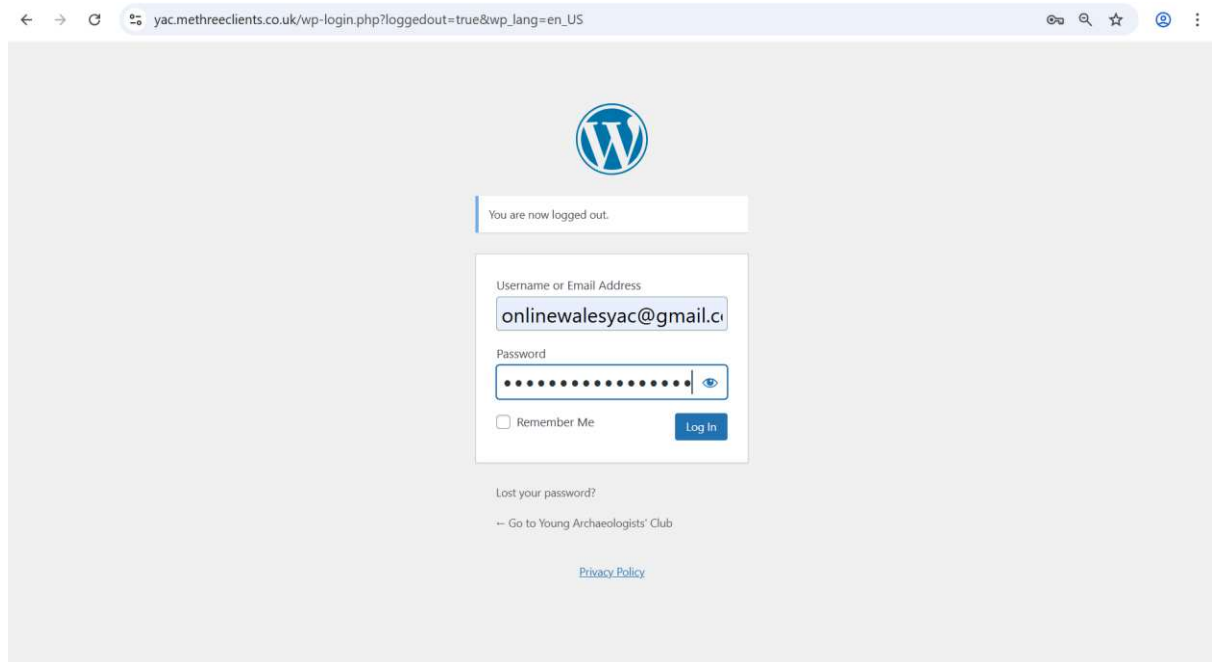 yac.methreeclients.co.uk/wp-login.php?loggedout=true&wp_lang=en_US
You are now logged out.
Username or Email Address
onlinewalesyac@gmail.c
Password
Remember Me
Log In
Lost your password?
← Go to Young Archaeologists' Club
Privacy Policy